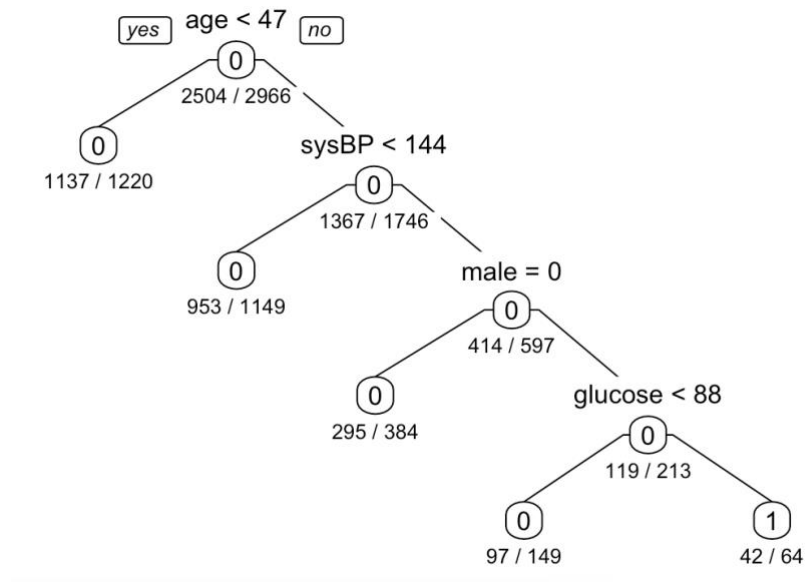 age < 47
yes no
0
2504 / 2966
0
1137 / 1220
sysBP < 144
0
1367 / 1746
0
953 / 1149
male = 0
0
414 / 597
0
295 / 384
glucose < 88
0
119 / 213
0
97 / 149
1
42 / 64